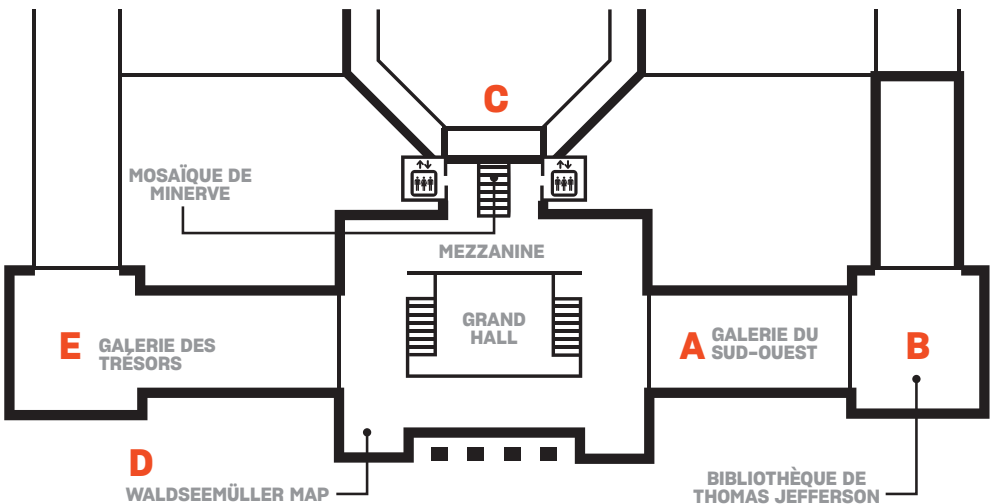 C
MOSAÏQUE DE
MINERVE
MEZZANINE
GRAND
HALL
E
GALERIE DES
TRÉSORS
A
GALERIE DU
SUD-OUEST
B
D
WALDSEEMÜLLER MAP
BIBLIOTHÈQUE DE
THOMAS JEFFERSON